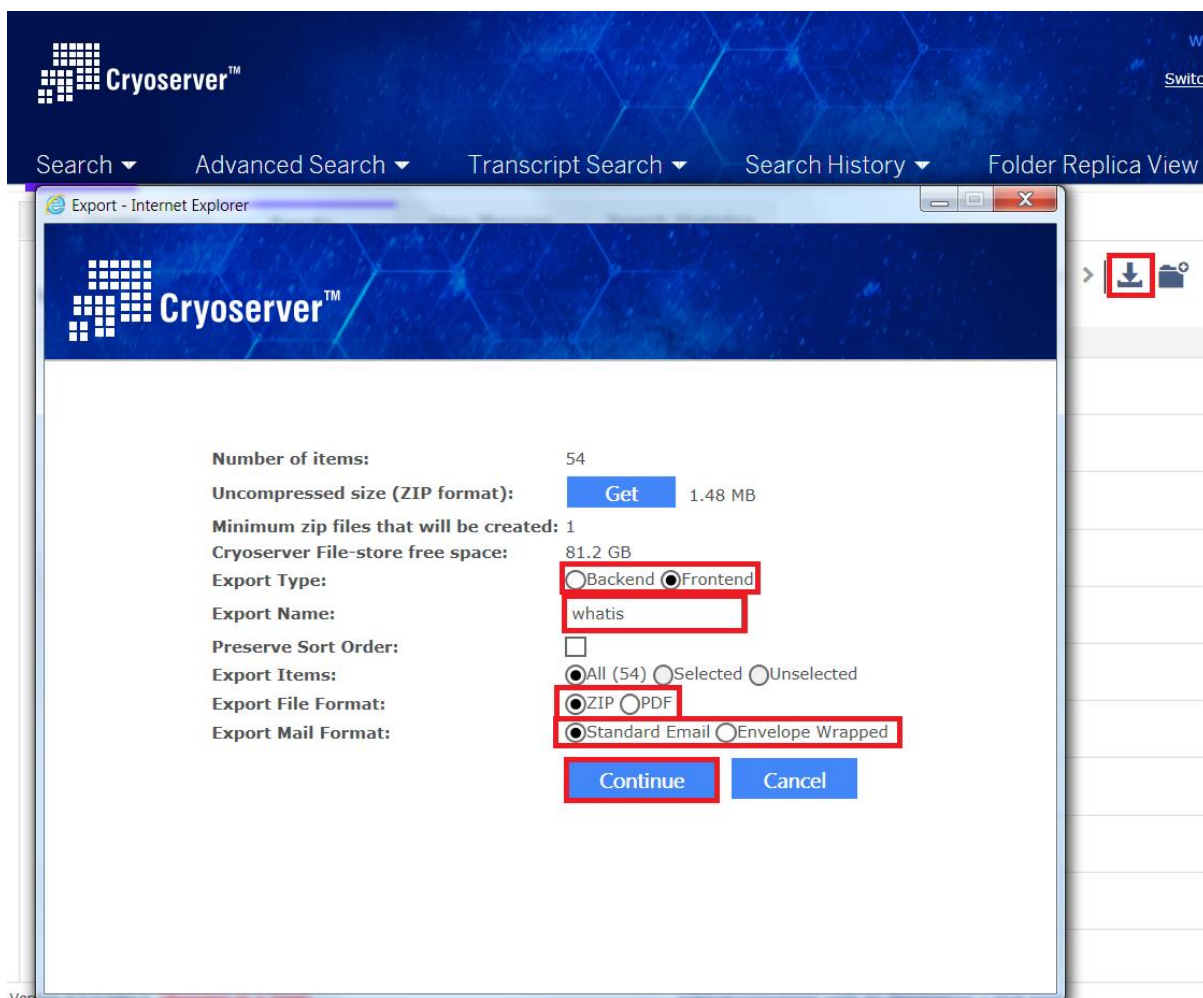 Cryoserver™
Search Advanced Search Transcript Search Search History Folder Replica View
Export - Internet Explorer
Cryoserver™
Number of items: 54
Uncompressed size (ZIP format): Get 1.48 MB
Minimum zip files that will be created: 1
Cryoserver File-store free space: 81.2 GB
Export Type: Backend Frontend
Export Name: whatis
Preserve Sort Order:
Export Items: All (54) Selected Unselected
Export File Format: ZIP PDF
Export Mail Format: Standard Email Envelope Wrapped
Continue Cancel